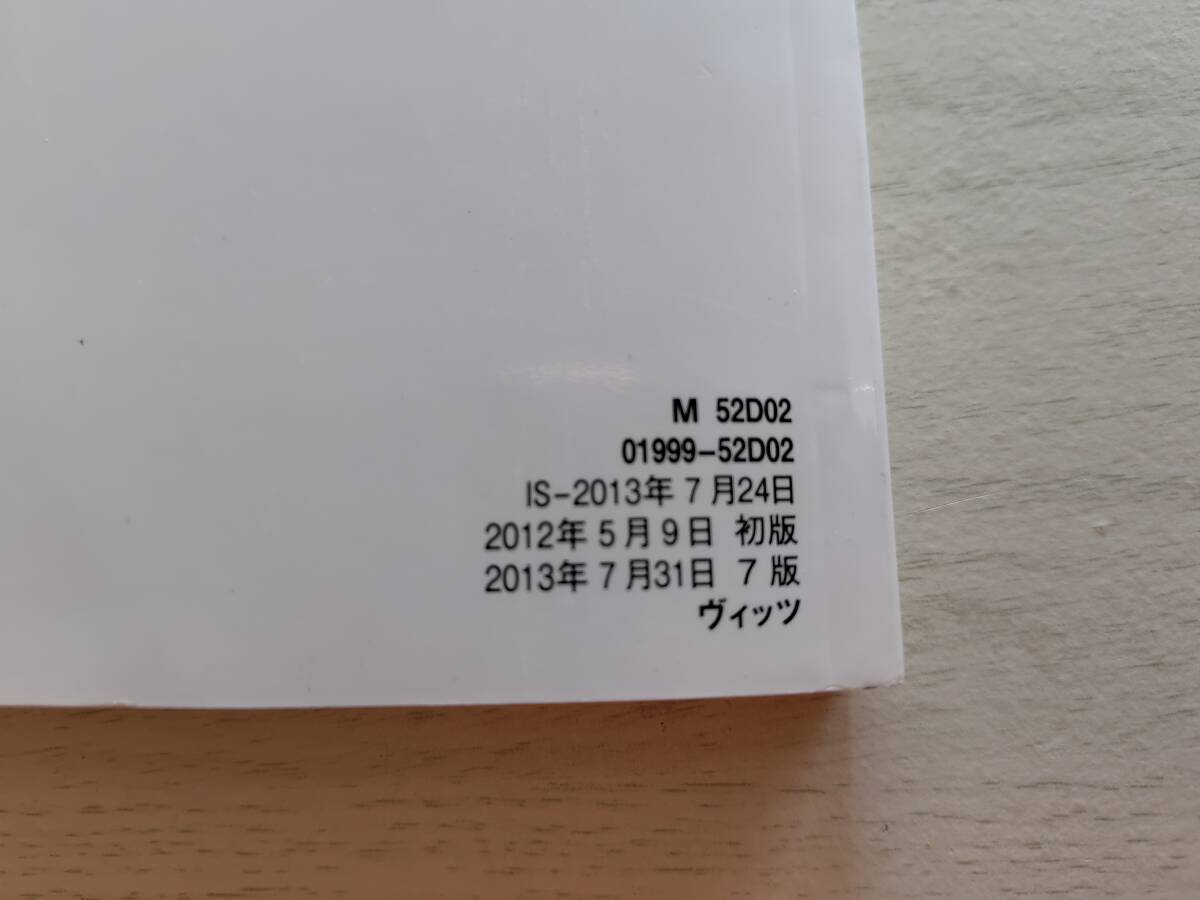 M 52D02
01999-52D02
IS-2013年 7月24日
2012年 5月 9日 初版
2013年 7月31日 7版
ヴィッツ